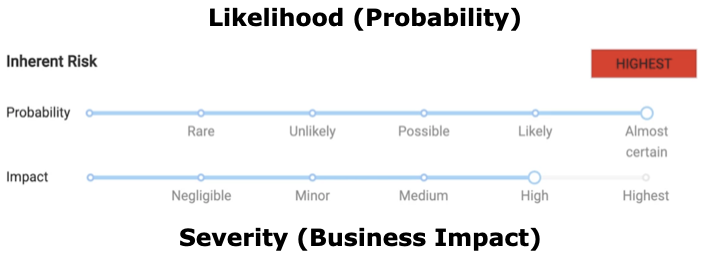 Likelihood (Probability)
Inherent Risk
HIGHEST
Probability
Rare
Unlikely
Possible
Likely
Almost
certain
Impact
Negligible
Minor
Medium
High
Highest
Severity (Business Impact)